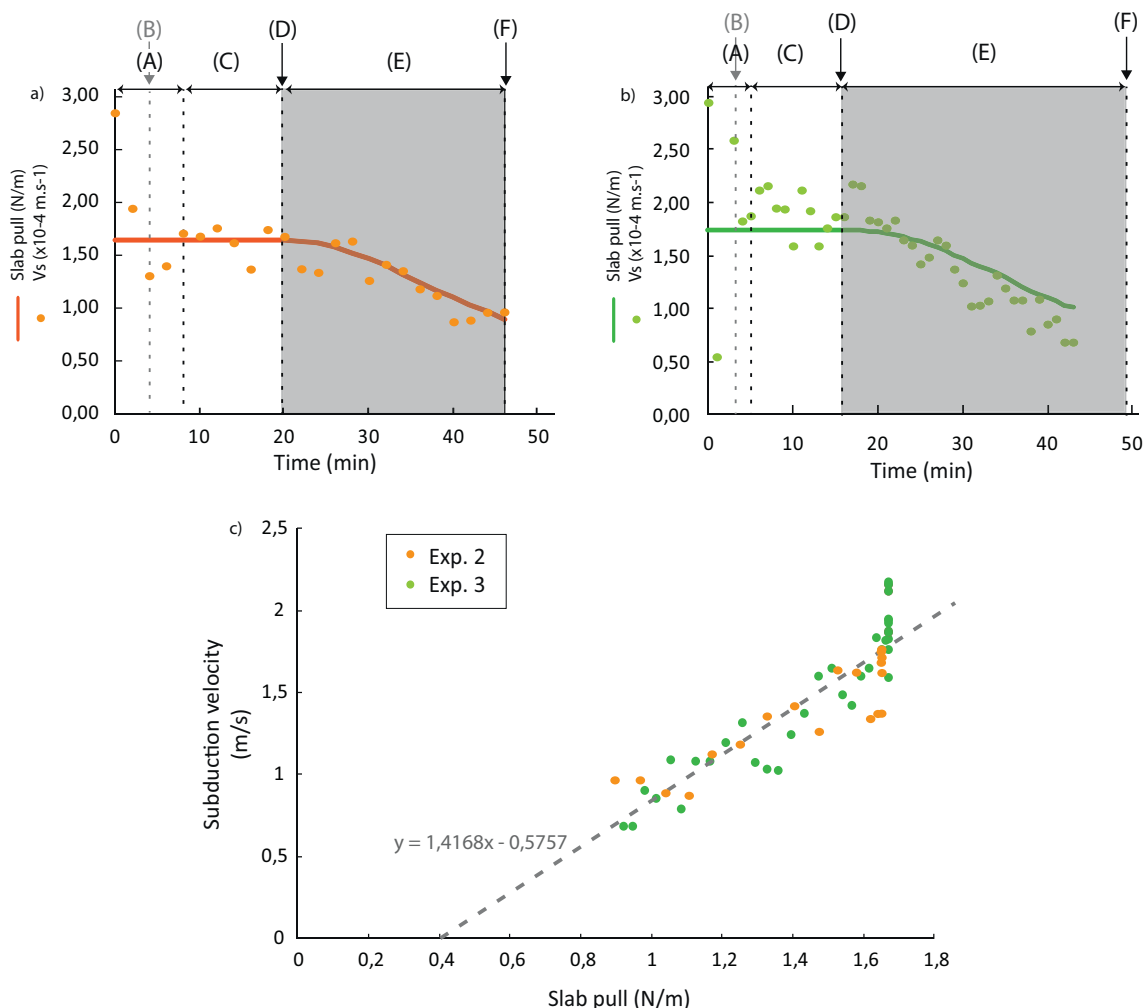 (B)
(A)
(C)
(D)
(E)
(F)
a)
3,00
2,50
2,00
1,50
1,00
0,50
0,00
Slab pull (N/m)
Vs (x10-4 m.s-1)
0 10 20 30 40 50
Time (min)
(B)
(A)
(C)
(D)
(E)
(F)
b)
3,00
2,50
2,00
1,50
1,00
0,50
0,00
Slab pull (N/m)
Vs (x10-4 m.s-1)
0 10 20 30 40 50
Time (min)
c)
2,5
2
1,5
1
0,5
0
Subduction velocity
(m/s)
Exp. 2
Exp. 3
y = 1,4168x - 0,5757
0 0,2 0,4 0,6 0,8 1 1,2 1,4 1,6 1,8
Slab pull (N/m)